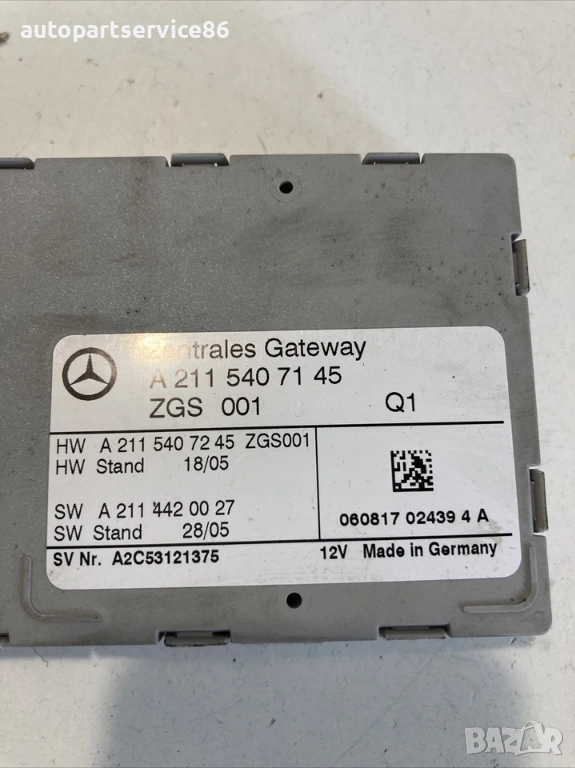 autopartservice86
Zentrales Gateway
A 211 540 71 45
ZGS 001 Q1
HW A 211 540 72 45 ZGS001
HW Stand 18/05
SW A 211 442 00 27
SW Stand 28/05
060817 02439 4 A
SV Nr. A2C53121375 12V Made in Germany
BAZAR